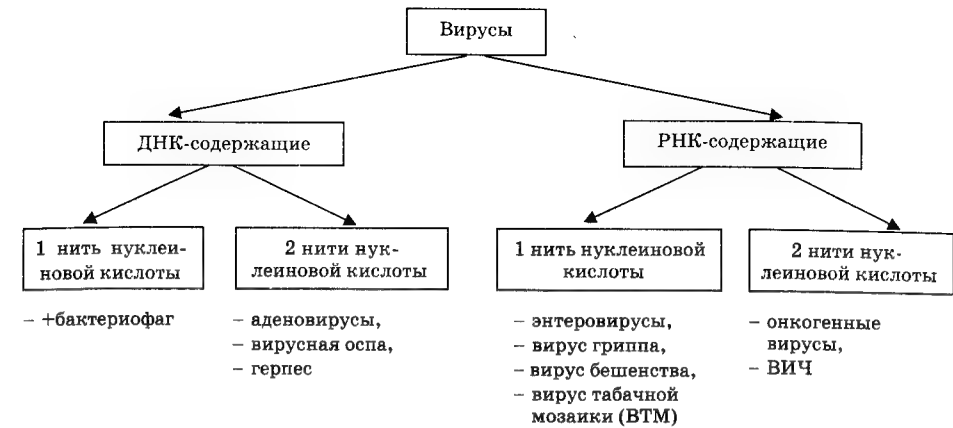 Вирусы
ДНК-содержащие
РНК-содержащие
1 нить нуклеи-
новой кислоты
2 нити нук-
леиновой кислоты
1 нить нуклеиновой
кислоты
2 нити нук-
леиновой кислоты
– +бактериофаг
– аденовирусы,
– вирусная оспа,
– герпес
– энтеровирусы,
– вирус гриппа,
– вирус бешенства,
– вирус табачной
мозаики (ВТМ)
– онкогенные
вирусы,
– ВИЧ